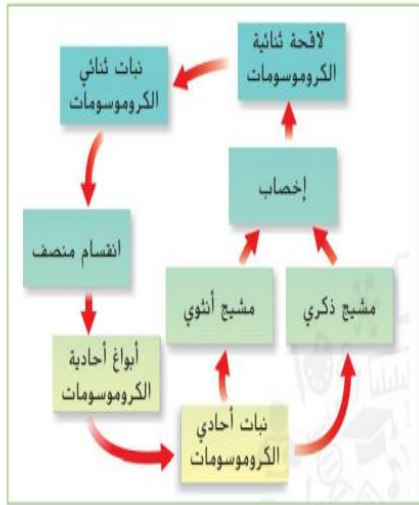 لاقحة ثنائية
الكروموسومات
نبات ثنائي
الكروموسومات
إخصاب
انقسام منصف
مشيج ذكري
مشيج أنثوي
أبواغ أحادية
الكروموسومات
نبات أحادي
الكروموسومات